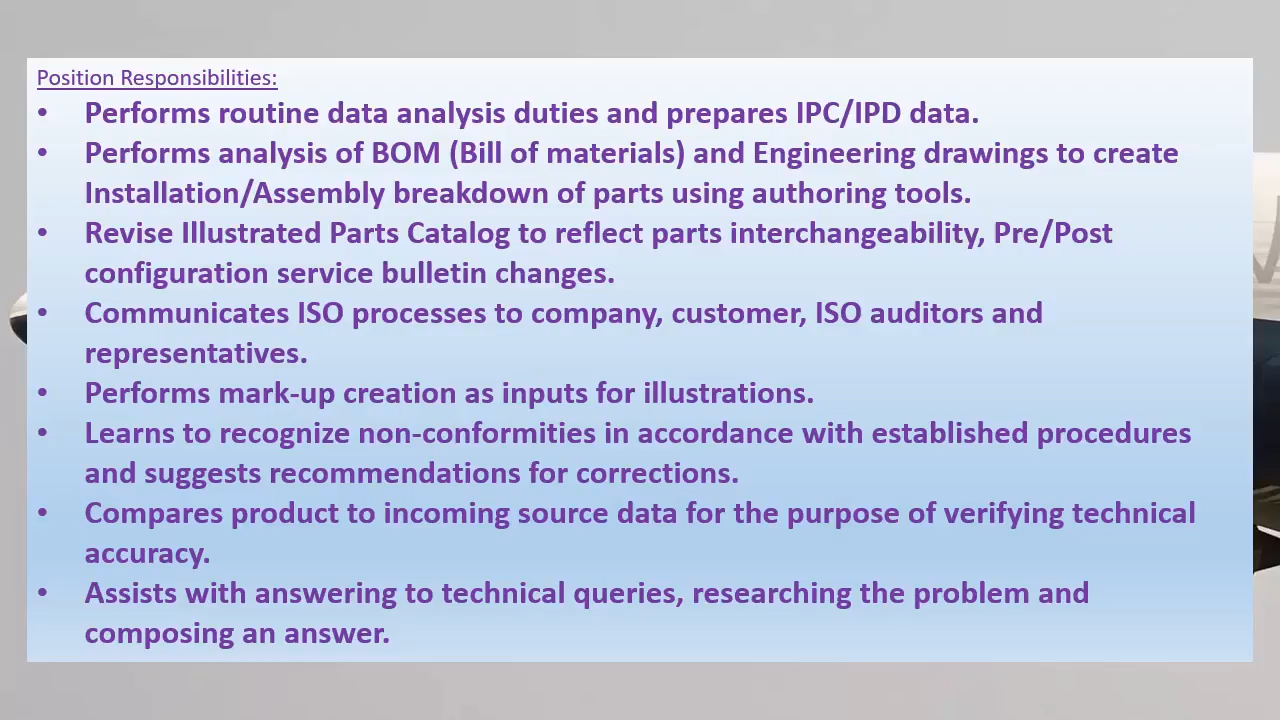 Position Responsibilities:
• Performs routine data analysis duties and prepares IPC/IPD data.
• Performs analysis of BOM (Bill of materials) and Engineering drawings to create
Installation/Assembly breakdown of parts using authoring tools.
• Revise Illustrated Parts Catalog to reflect parts interchangeability, Pre/Post
configuration service bulletin changes.
• Communicates ISO processes to company, customer, ISO auditors and
representatives.
• Performs mark-up creation as inputs for illustrations.
• Learns to recognize non-conformities in accordance with established procedures
and suggests recommendations for corrections.
• Compares product to incoming source data for the purpose of verifying technical
accuracy.
• Assists with answering to technical queries, researching the problem and
composing an answer.